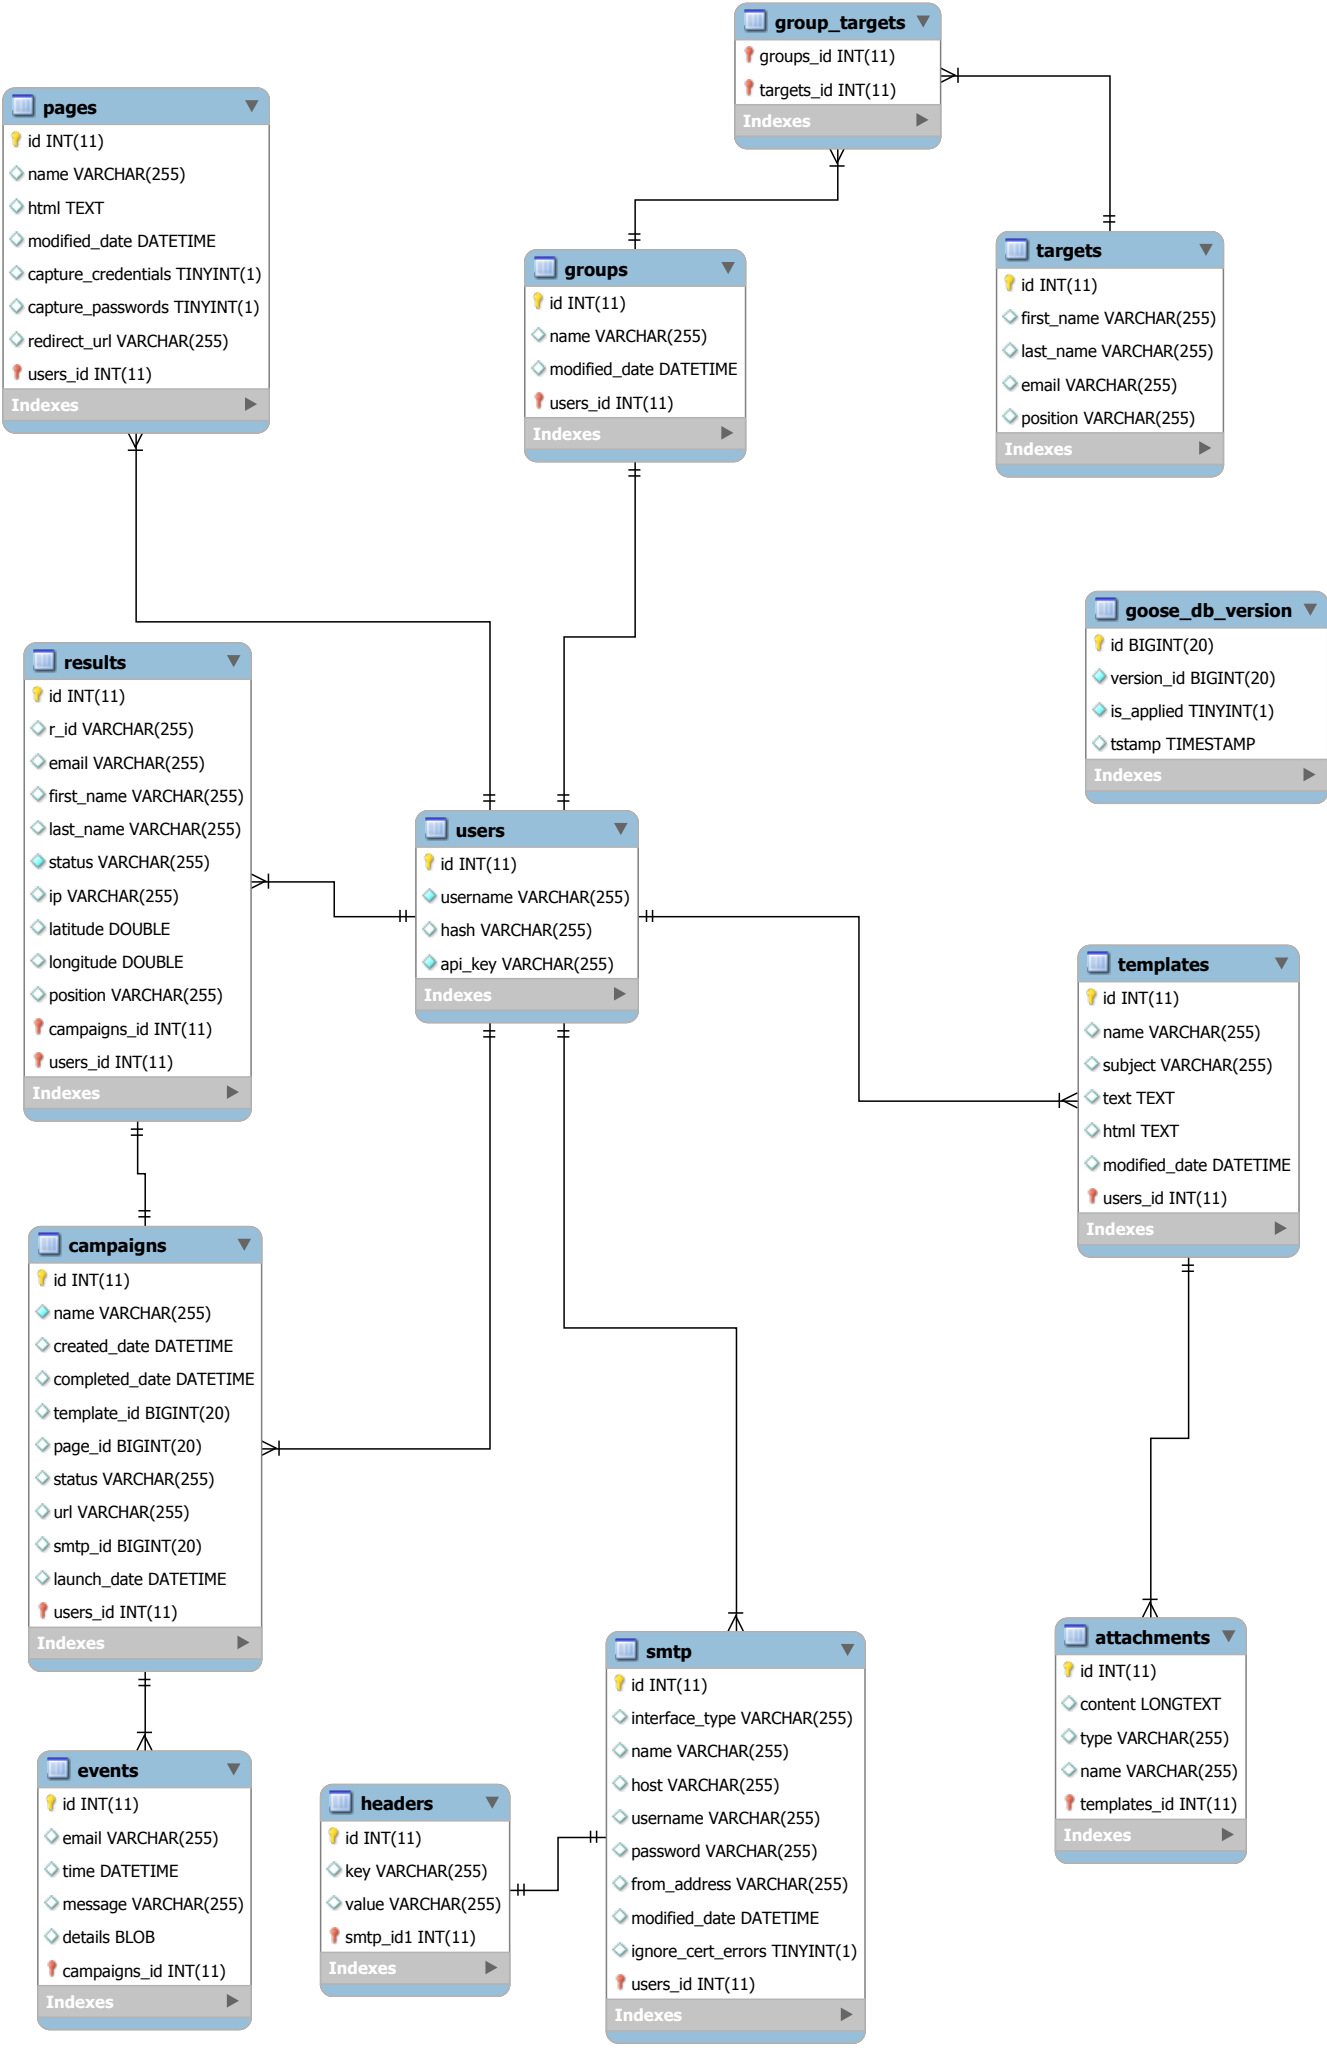 group_targets
groups_id INT(11)
targets_id INT(11)
Indexes
pages
id INT(11)
name VARCHAR(255)
html TEXT
modified_date DATETIME
capture_credentials TINYINT(1)
capture_passwords TINYINT(1)
redirect_url VARCHAR(255)
users_id INT(11)
Indexes
groups
id INT(11)
name VARCHAR(255)
modified_date DATETIME
users_id INT(11)
Indexes
targets
id INT(11)
first_name VARCHAR(255)
last_name VARCHAR(255)
email VARCHAR(255)
position VARCHAR(255)
Indexes
goose_db_version
id BIGINT(20)
version_id BIGINT(20)
is_applied TINYINT(1)
tstamp TIMESTAMP
Indexes
results
id INT(11)
r_id VARCHAR(255)
email VARCHAR(255)
first_name VARCHAR(255)
last_name VARCHAR(255)
status VARCHAR(255)
ip VARCHAR(255)
latitude DOUBLE
longitude DOUBLE
position VARCHAR(255)
campaigns_id INT(11)
users_id INT(11)
Indexes
users
id INT(11)
username VARCHAR(255)
hash VARCHAR(255)
api_key VARCHAR(255)
Indexes
templates
id INT(11)
name VARCHAR(255)
subject VARCHAR(255)
text TEXT
html TEXT
modified_date DATETIME
users_id INT(11)
Indexes
campaigns
id INT(11)
name VARCHAR(255)
created_date DATETIME
completed_date DATETIME
template_id BIGINT(20)
page_id BIGINT(20)
status VARCHAR(255)
url VARCHAR(255)
smtp_id BIGINT(20)
launch_date DATETIME
users_id INT(11)
Indexes
smtp
id INT(11)
interface_type VARCHAR(255)
name VARCHAR(255)
host VARCHAR(255)
username VARCHAR(255)
password VARCHAR(255)
from_address VARCHAR(255)
modified_date DATETIME
ignore_cert_errors TINYINT(1)
users_id INT(11)
Indexes
attachments
id INT(11)
content LONGTEXT
type VARCHAR(255)
name VARCHAR(255)
templates_id INT(11)
Indexes
events
id INT(11)
email VARCHAR(255)
time DATETIME
message VARCHAR(255)
details BLOB
campaigns_id INT(11)
Indexes
headers
id INT(11)
key VARCHAR(255)
value VARCHAR(255)
smtp_id1 INT(11)
Indexes